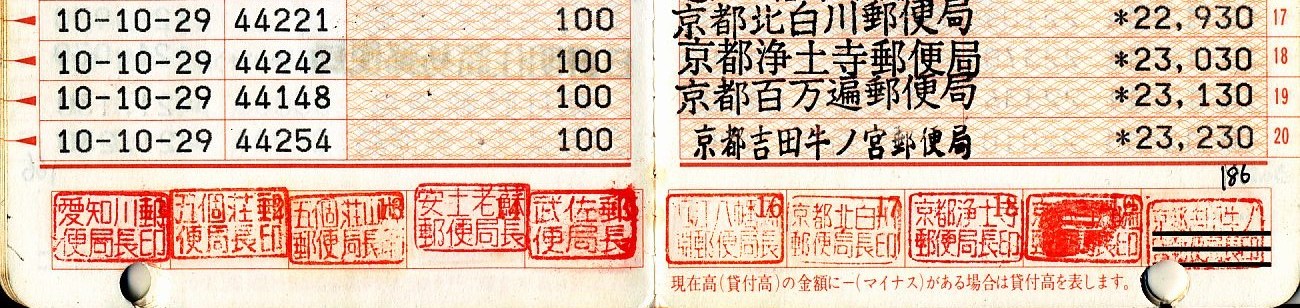 10-10-29 44221 100 京都北白川郵便局 *22,930 17
10-10-29 44242 100 京都浄土寺郵便局 *23,030 18
10-10-29 44148 100 京都百万遍郵便局 *23,130 19
10-10-29 44254 100 京都吉田牛ノ宮郵便局 *23,230 20
186
愛知川郵便局長印
五個荘郵便局長印
五個荘山郵便局長印
安土老蘇郵便局長
武佐郵便局長
八幡郵便局長 16
京都北白川郵便局長印 17
京都浄土寺郵便局長印
現在高(貸付高)の金額に-(マイナス)がある場合は貸付高を表します。